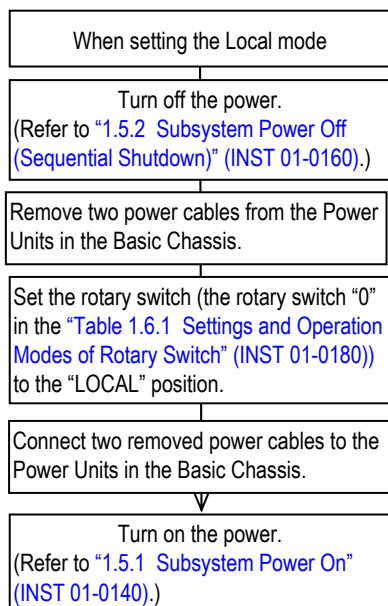 When setting the Local mode
Turn off the power.
(Refer to “1.5.2  Subsystem Power Off
(Sequential Shutdown)” (INST 01-0160).)
Remove two power cables from the Power
Units in the Basic Chassis.
Set the rotary switch (the rotary switch “0”
in the “Table 1.6.1  Settings and Operation
Modes of Rotary Switch” (INST 01-0180))
to the “LOCAL” position.
Connect two removed power cables to the
Power Units in the Basic Chassis.
Turn on the power.
(Refer to “1.5.1  Subsystem Power On”
(INST 01-0140).)